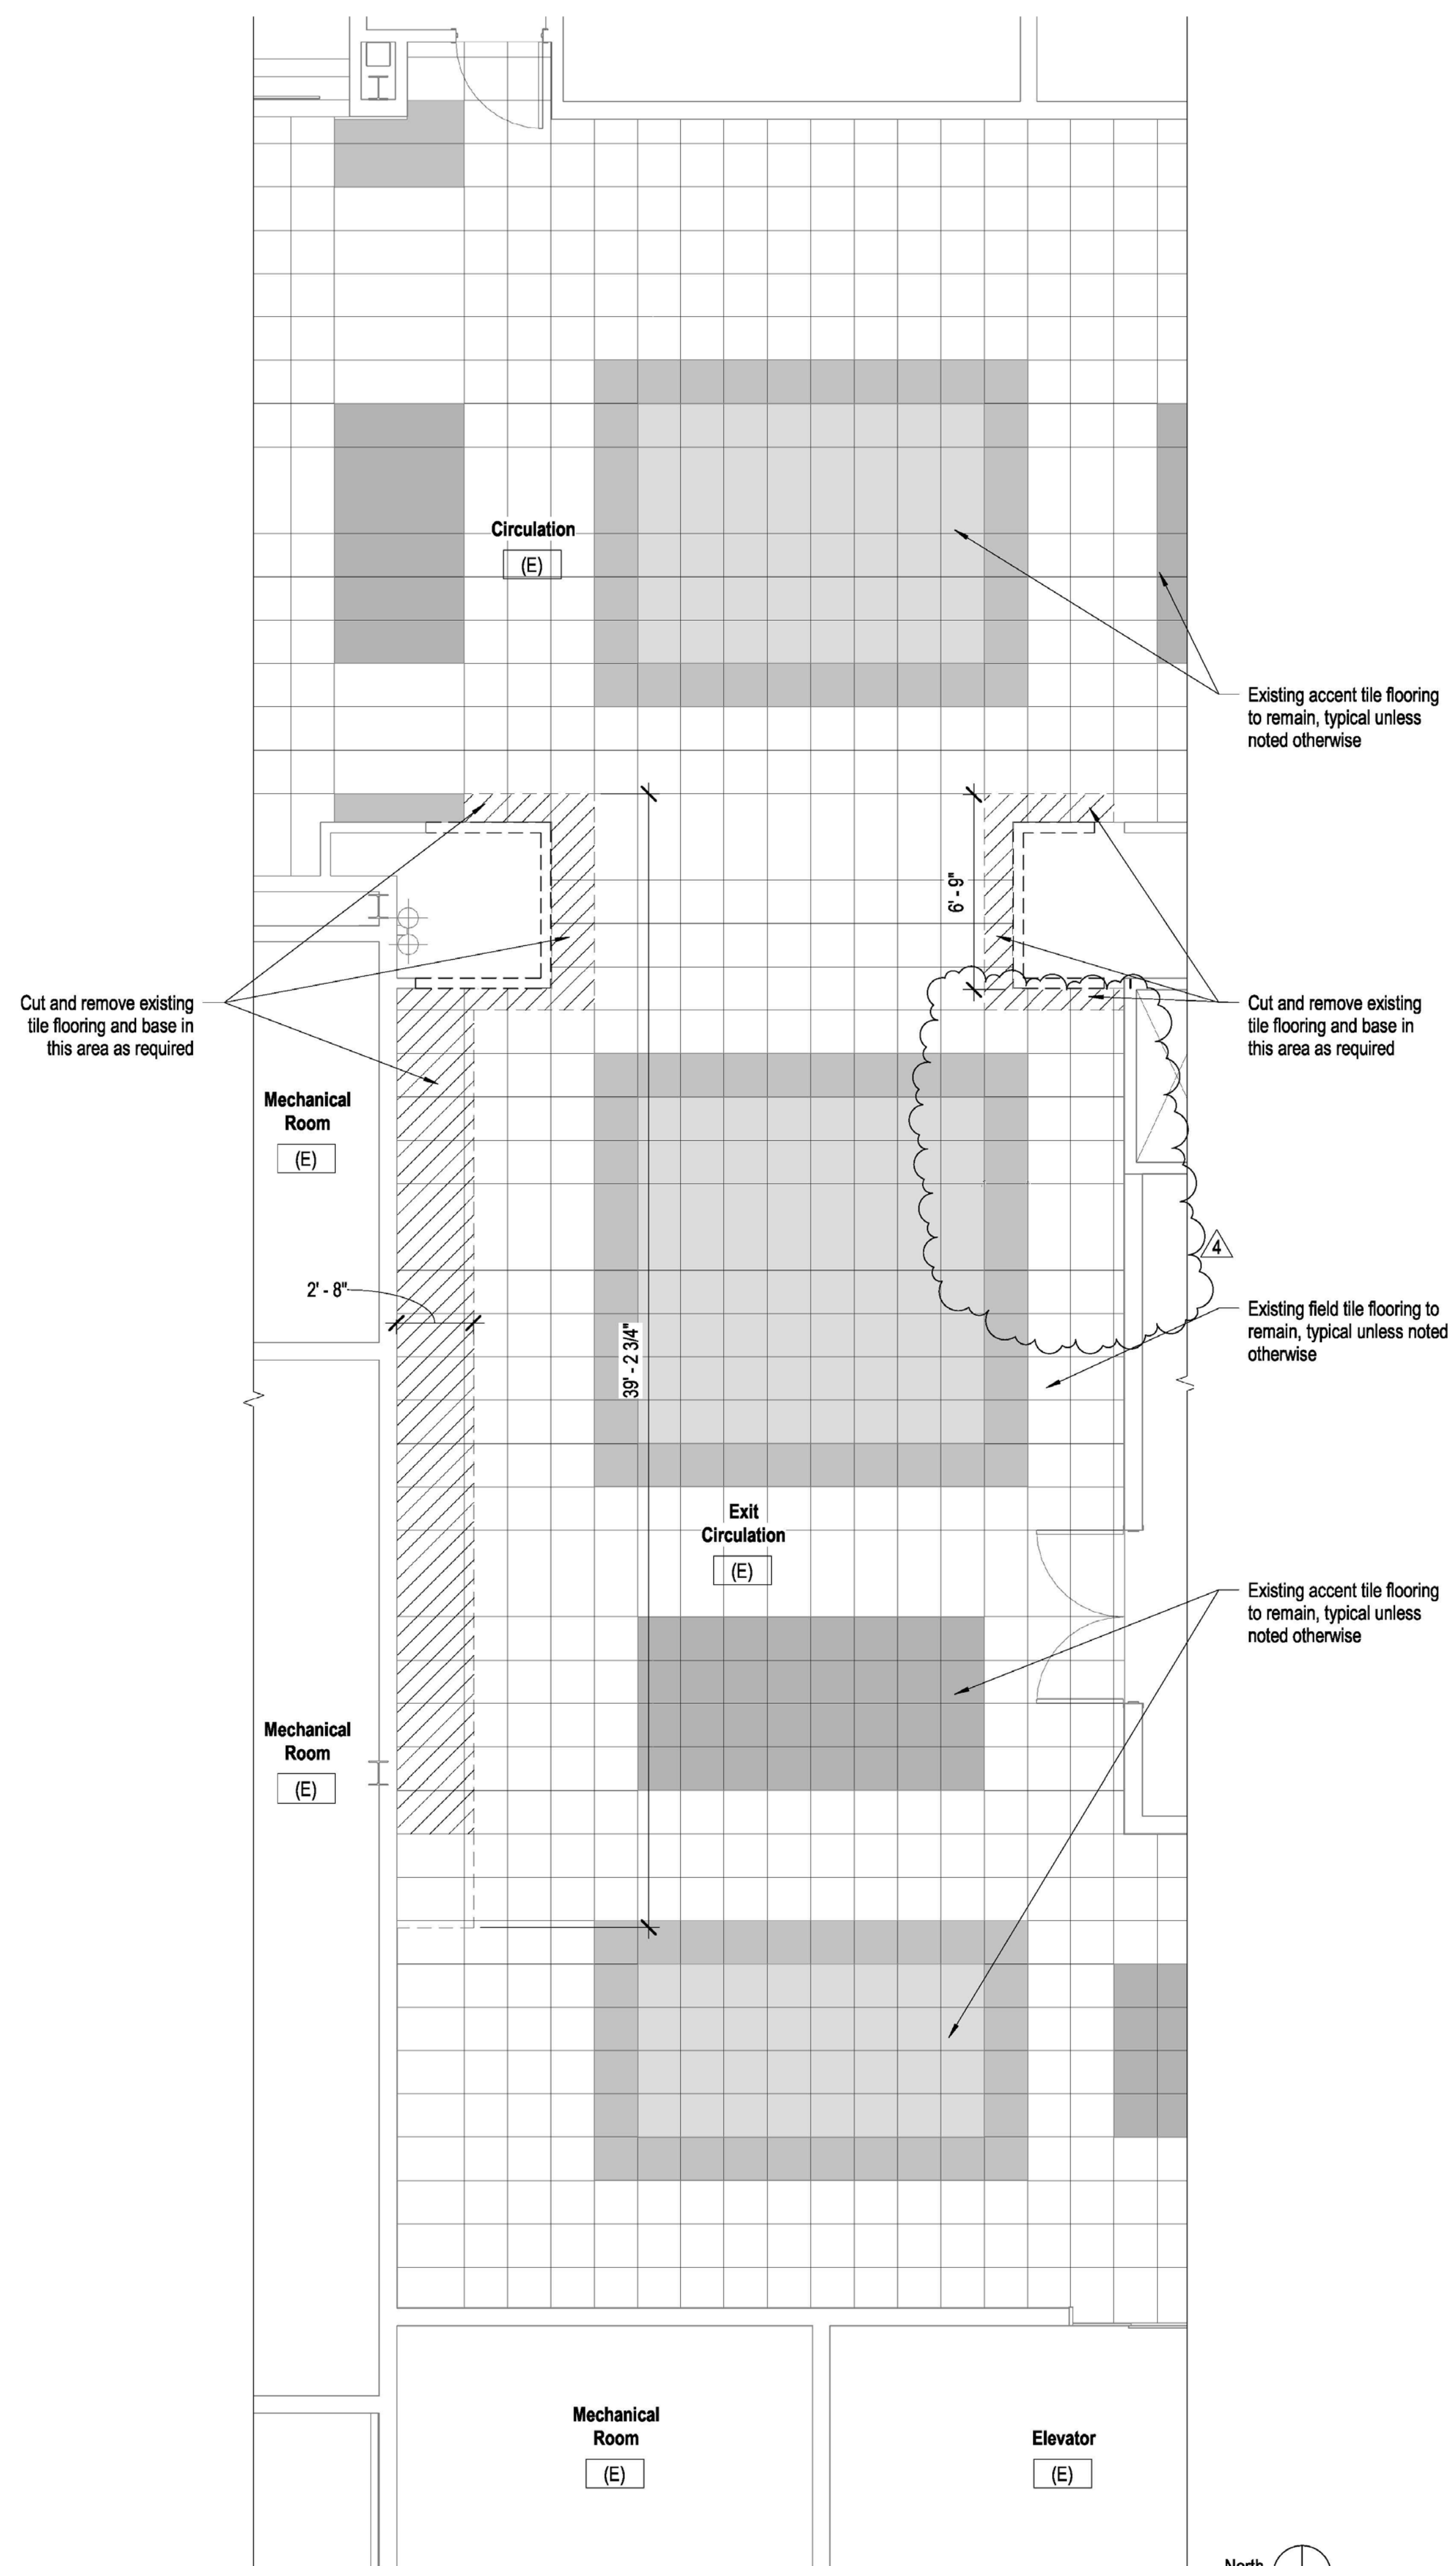 Circulation
(E)
Existing accent tile flooring
to remain, typical unless
noted otherwise
6' - 9"
Cut and remove existing
tile flooring and base in
this area as required
Cut and remove existing
tile flooring and base in
this area as required
Mechanical
Room
(E)
4
2' - 8"
39' - 2 3/4"
Existing field tile flooring to
remain, typical unless noted
otherwise
Exit
Circulation
(E)
Existing accent tile flooring
to remain, typical unless
noted otherwise
Mechanical
Room
(E)
Mechanical
Room
(E)
Elevator
(E)
North